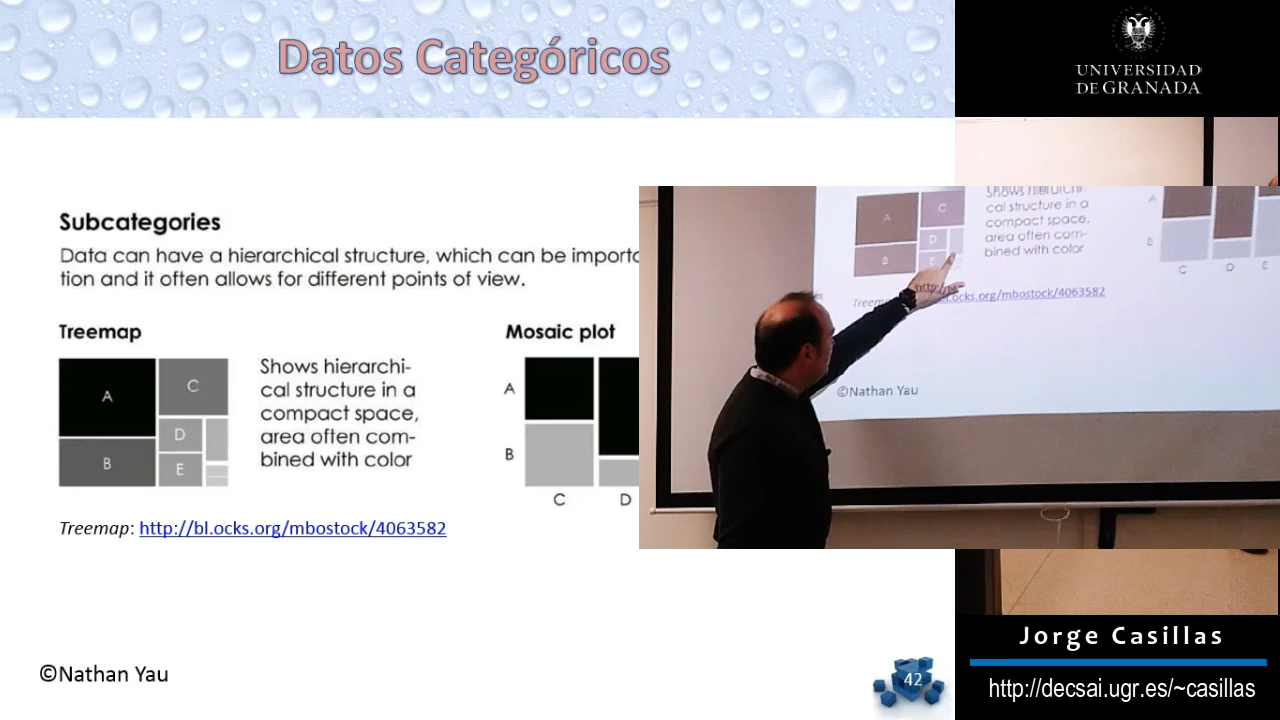 Datos Categóricos
UNIVERSIDAD
DE GRANADA
Subcategories
Data can have a hierarchical structure, which can be importa
tion and it often allows for different points of view.
Treemap
A
B
C
D
E
Shows hierarchi-
cal structure in a
compact space,
area often com-
bined with color
Mosaic plot
A
B
C
D
Treemap: http://bl.ocks.org/mbostock/4063582
©Nathan Yau
42
Shows hierarchi-
cal structure in a
compact space,
area often com-
bined with color
A
B
C
D
E
A
B
C
D
E
ocks.org/mbostock/4063582
©Nathan Yau
Jorge Casillas
http://decsai.ugr.es/~casillas